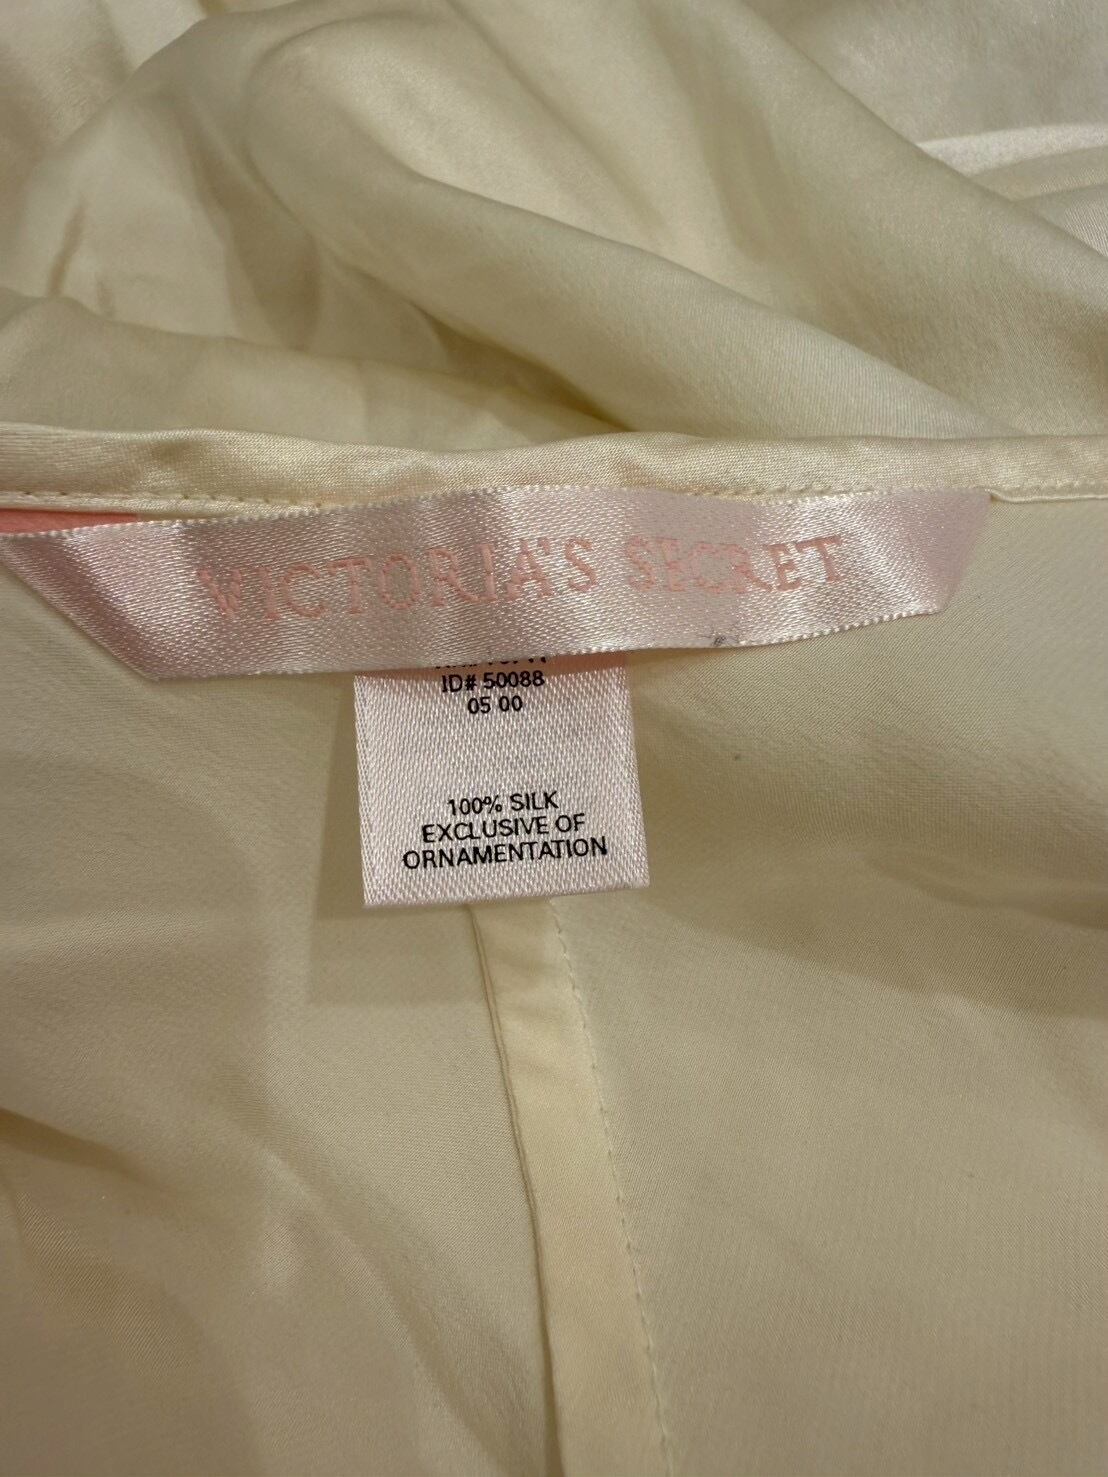 VICTORIA'S SECRET
ID# 50088
05 00
100% SILK
EXCLUSIVE OF
ORNAMENTATION